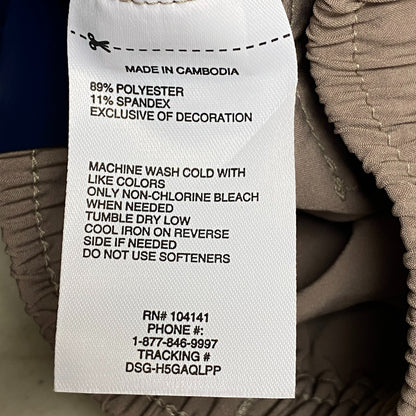 MADE IN CAMBODIA
89% POLYESTER
11% SPANDEX
EXCLUSIVE OF DECORATION
MACHINE WASH COLD WITH
LIKE COLORS
ONLY NON-CHLORINE BLEACH
WHEN NEEDED
TUMBLE DRY LOW
COOL IRON ON REVERSE
SIDE IF NEEDED
DO NOT USE SOFTENERS
RN# 104141
PHONE #:
1-877-846-9997
TRACKING #
DSG-H5GAQLPP